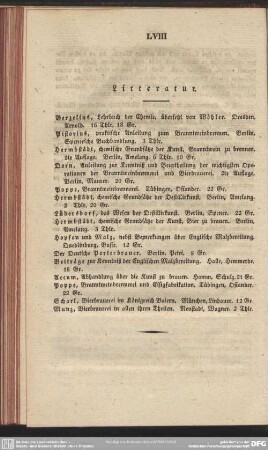 LVIII
Litteratur.
Berzelius, Lehrbuch der Chemie, übersetzt von Wöhler. Dresden,
Arnold. 16 Thlr. 18 Gr.
Pistorius, praktische Anleitung zum Branntweinbrennen. Berlin,
Buchhandlung. 3 Thlr.
Hermbstädt, chemische Grundsätze der Kunst, Branntwein zu brennen.
2te Auflage. Berlin, Amelang. 6 Thlr. 10 Gr.
Dorn, Anleitung zur Kenntniß und Beurtheilung der wichtigsten Ope-
rationen der Branntweinbrennerei und Bierbrauerei. 2te Auflage.
Berlin, Maurer. 20 Gr.
Poppe, Branntweinbrennerei. Tübingen, Osiander. 22 Gr.
Hermbstädt, chemische Grundsätze der Destillirkunst. Berlin, Amelang.
2 Thlr. 20 Gr.
Lüdersdorf, das Wesen der Destillirkunst. Berlin, 22 Gr.
Hermbstädt, chemische Grundsätze der Kunst, Bier zu brauen. Berlin,
Amelang. 3 Thlr.
Hopfen und Malz, nebst Bemerkungen über Englische Malzbereitung.
Quedlinburg, Basse. 12 Gr.
Der Deutsche Porterbrauer. Berlin, Petri. 8 Gr.
Beiträge zur Kenntniß der Englischen Malzbereitung. Halle, Hemmerde.
16 Gr.
Accum, Abhandlung über die Kunst zu brauen. Hamm, Schulz. 21 Gr.
Poppe, Branntweinbrennerei und Essigfabrikation. Tübingen, Osiander.
22 Gr.
Scharl, Bierbrauerei im Königreich Baiern. München, Lindauer. 12 Gr.
Munz, Bierbrauerei in allen ihren Theilen. Neustadt, Wagner. 2 Thlr.